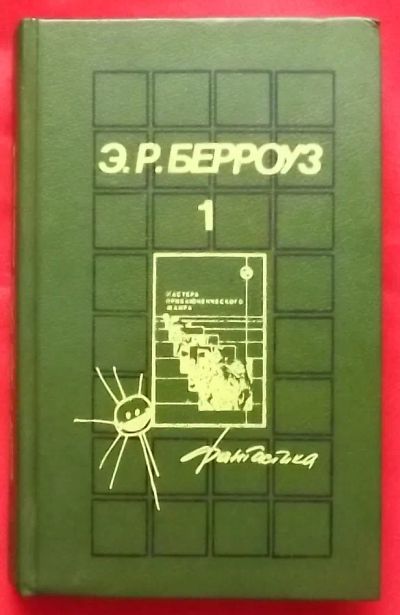 Э.Р.БЕРРОУЗ
1
МАСТЕРА
ПРИКЛЮЧЕНЧЕСКОГО
ЖАНРА
фантастика